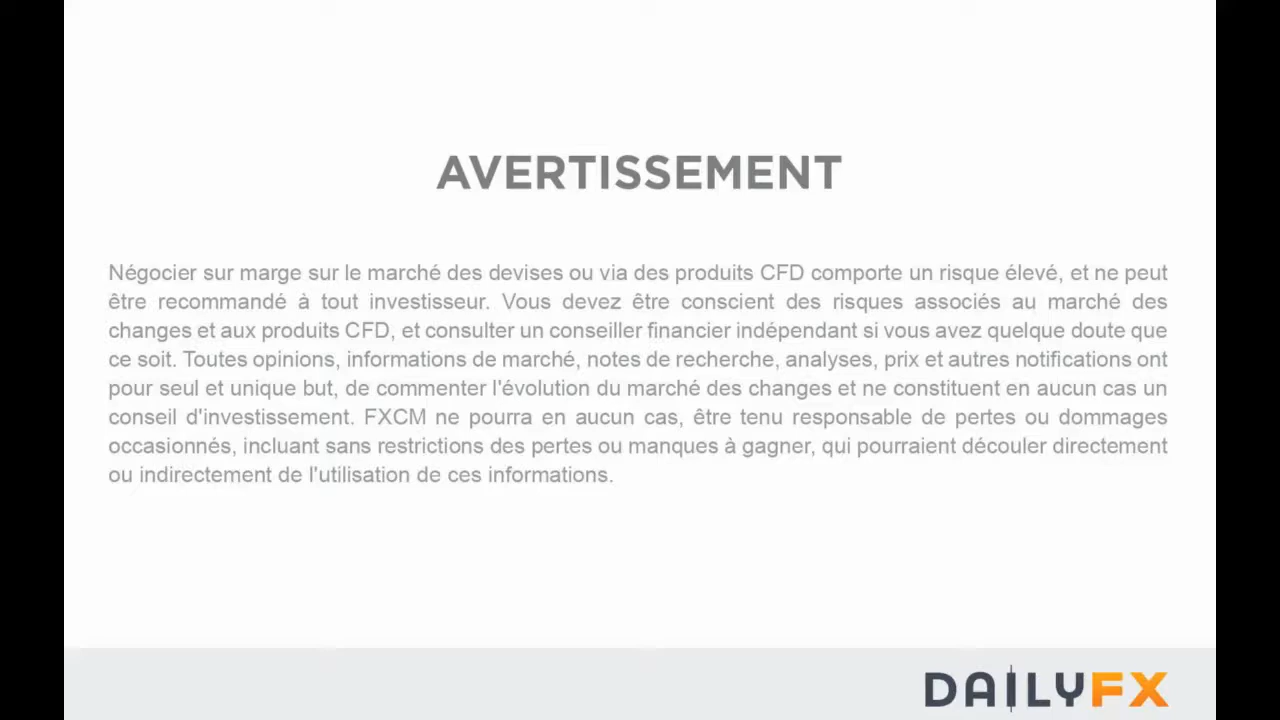 AVERTISSEMENT
Négocier sur marge sur le marché des devises ou via des produits CFD comporte un risque élevé, et ne peut
être recommandé à tout investisseur. Vous devez être conscient des risques associés au marché des
changes et aux produits CFD, et consulter un conseiller financier indépendant si vous avez quelque doute que
ce soit. Toutes opinions, informations de marché, notes de recherche, analyses, prix et autres notifications ont
pour seul et unique but, de commenter l'évolution du marché des changes et ne constituent en aucun cas un
conseil d'investissement. FXCM ne pourra en aucun cas, être tenu responsable de pertes ou dommages
occasionnés, incluant sans restrictions des pertes ou manques à gagner, qui pourraient découler directement
ou indirectement de l'utilisation de ces informations.
DAILYFX